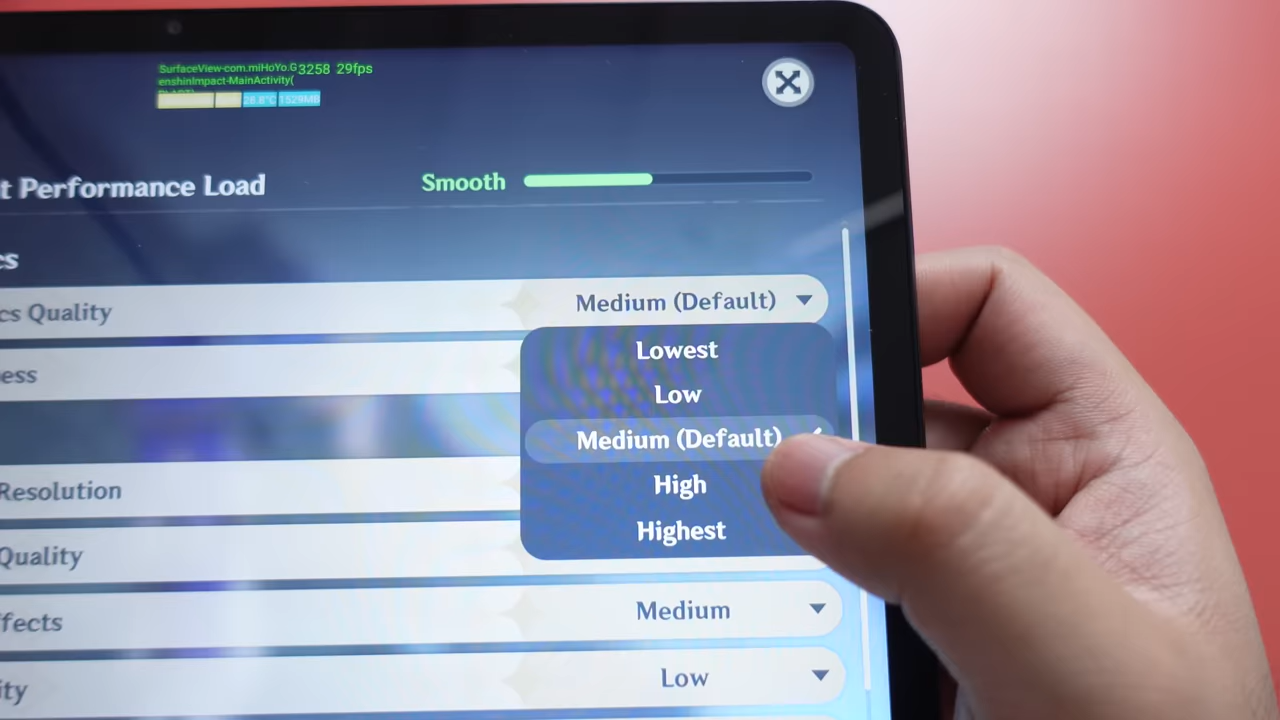 SurfaceView-com.miHoYo.G 3258 29fps
enshinImpact-MainActivity(
28.8°C 1529MB
t Performance Load Smooth
cs
cs Quality Medium (Default)
Lowest
ess
Low
Medium (Default)
High
Resolution
Highest
Quality
ffects Medium
ity Low